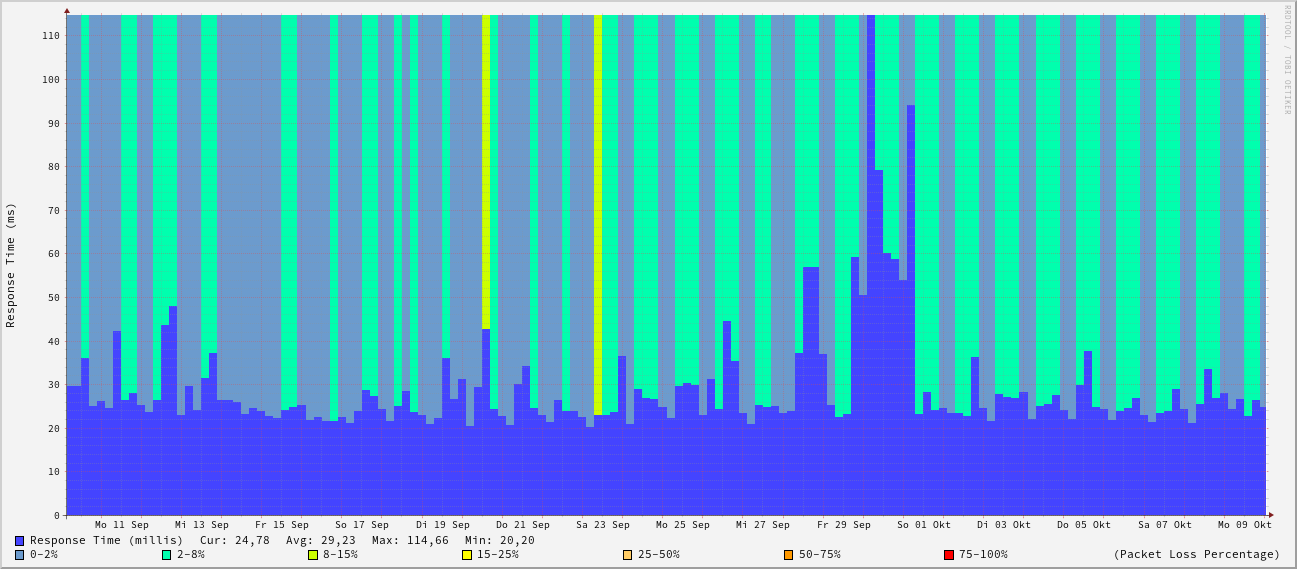 RRDTOOL / TOBI OETIKER
Response Time (ms)
110
100
90
80
70
60
50
40
30
20
10
0
Mo 11 Sep Mi 13 Sep Fr 15 Sep So 17 Sep Di 19 Sep Do 21 Sep Sa 23 Sep Mo 25 Sep Mi 27 Sep Fr 29 Sep So 01 Okt Di 03 Okt Do 05 Okt Sa 07 Okt Mo 09 Okt
Response Time (millis) Cur: 24,78 Avg: 29,23 Max: 114,66 Min: 20,20
0-2% 2-8% 8-15% 15-25% 25-50% 50-75% 75-100% (Packet Loss Percentage)